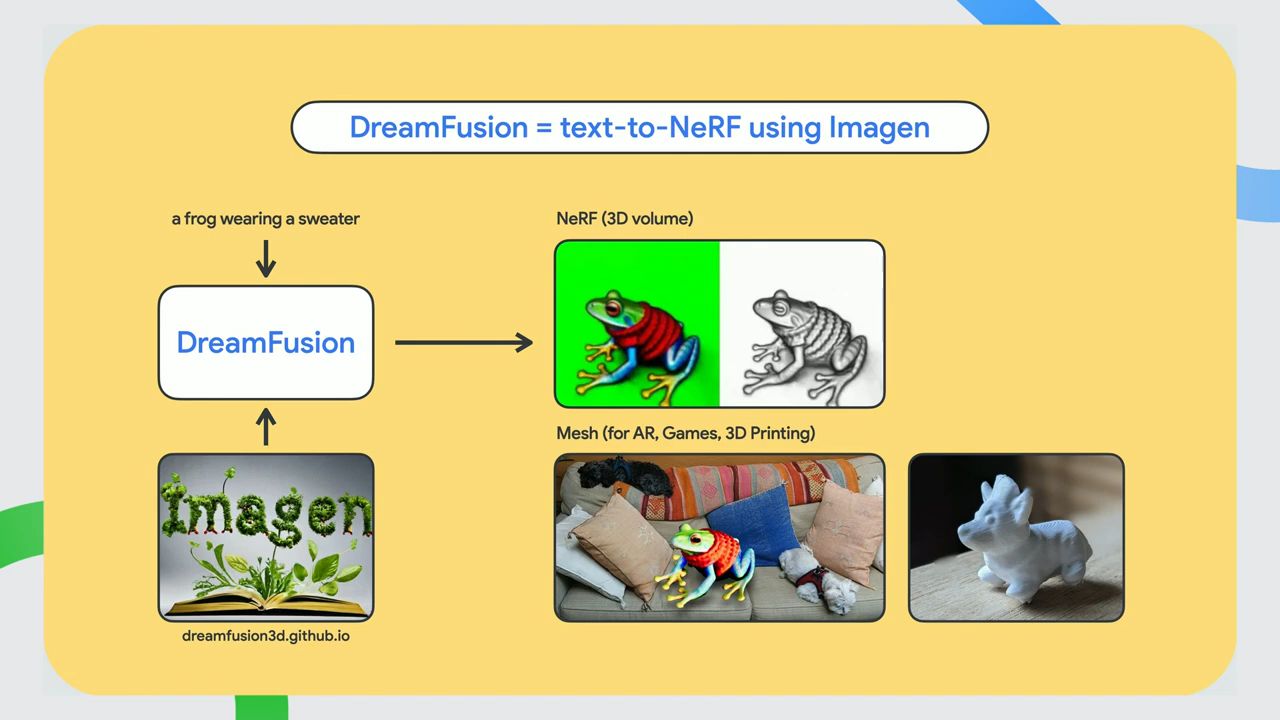 DreamFusion = text-to-NeRF using Imagen
a frog wearing a sweater
DreamFusion
Imagen
dreamfusion3d.github.io
NeRF (3D volume)
Mesh (for AR, Games, 3D Printing)